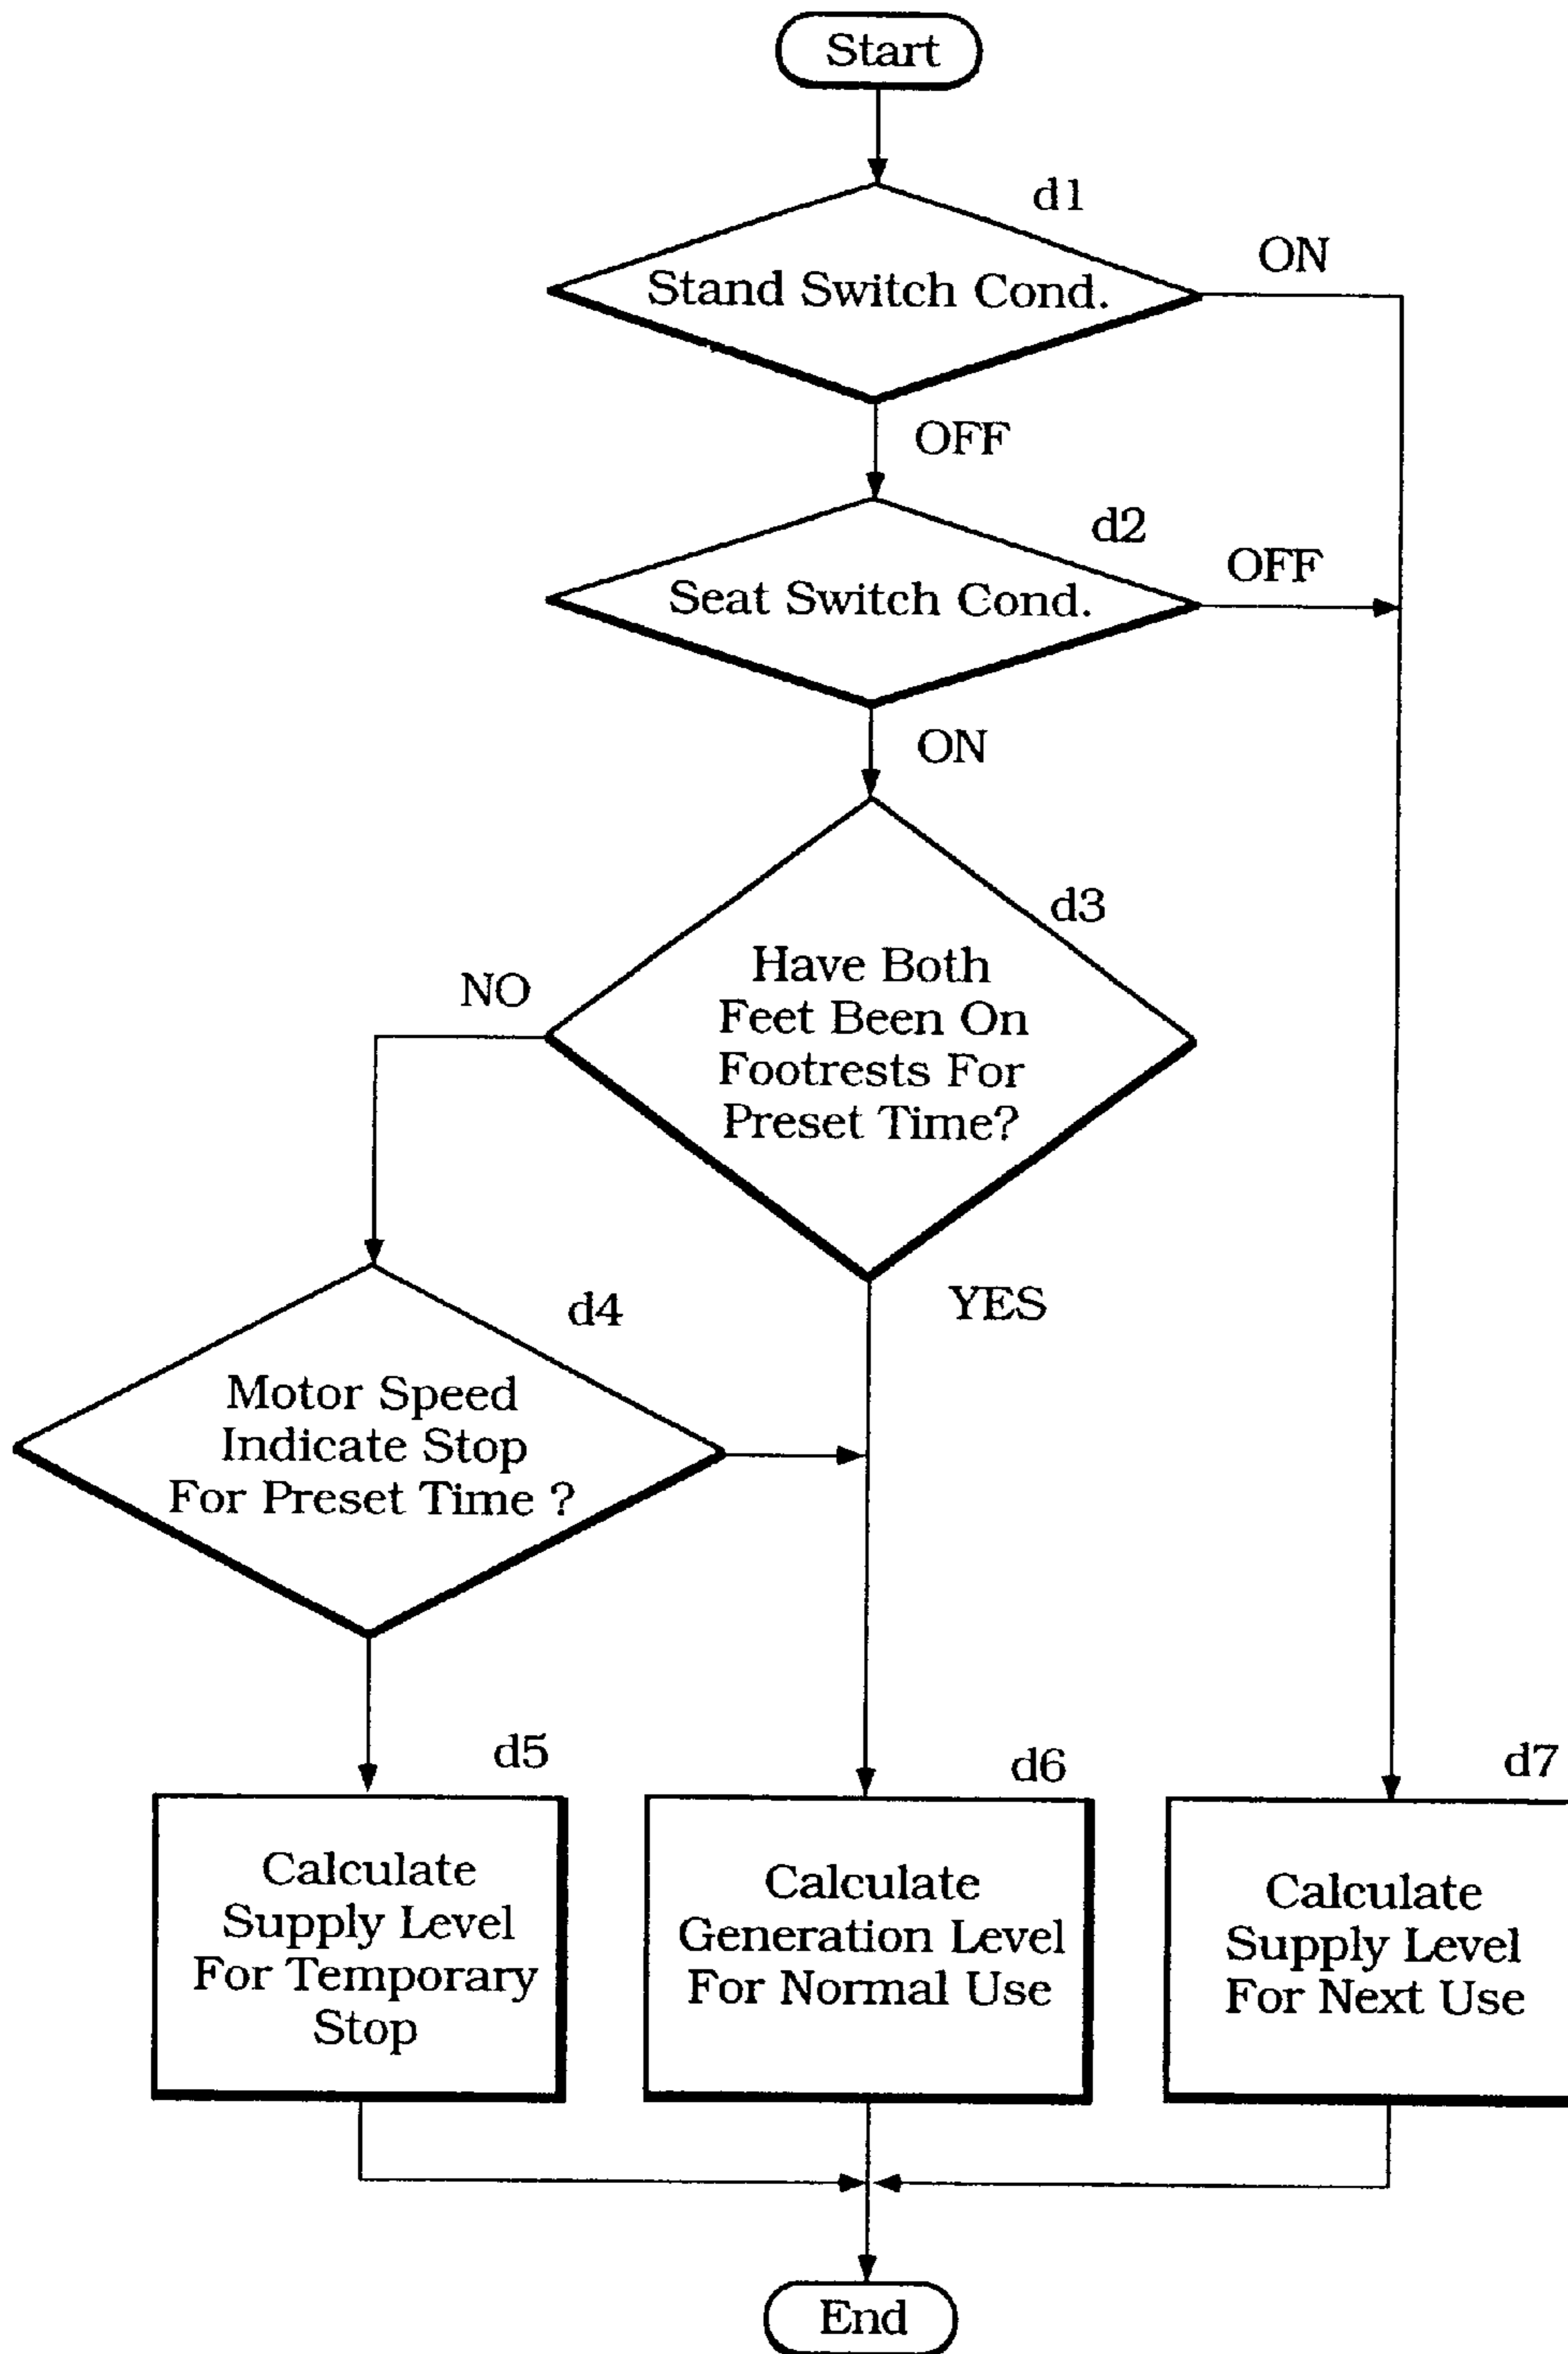 Start
d1
Stand Switch Cond.
ON
OFF
d2
Seat Switch Cond.
OFF
ON
d3
Have Both
Feet Been On
Footrests For
Preset Time?
NO
YES
d4
Motor Speed
Indicate Stop
For Preset Time ?
d5
Calculate
Supply Level
For Temporary
Stop
d6
Calculate
Generation Level
For Normal Use
d7
Calculate
Supply Level
For Next Use
End